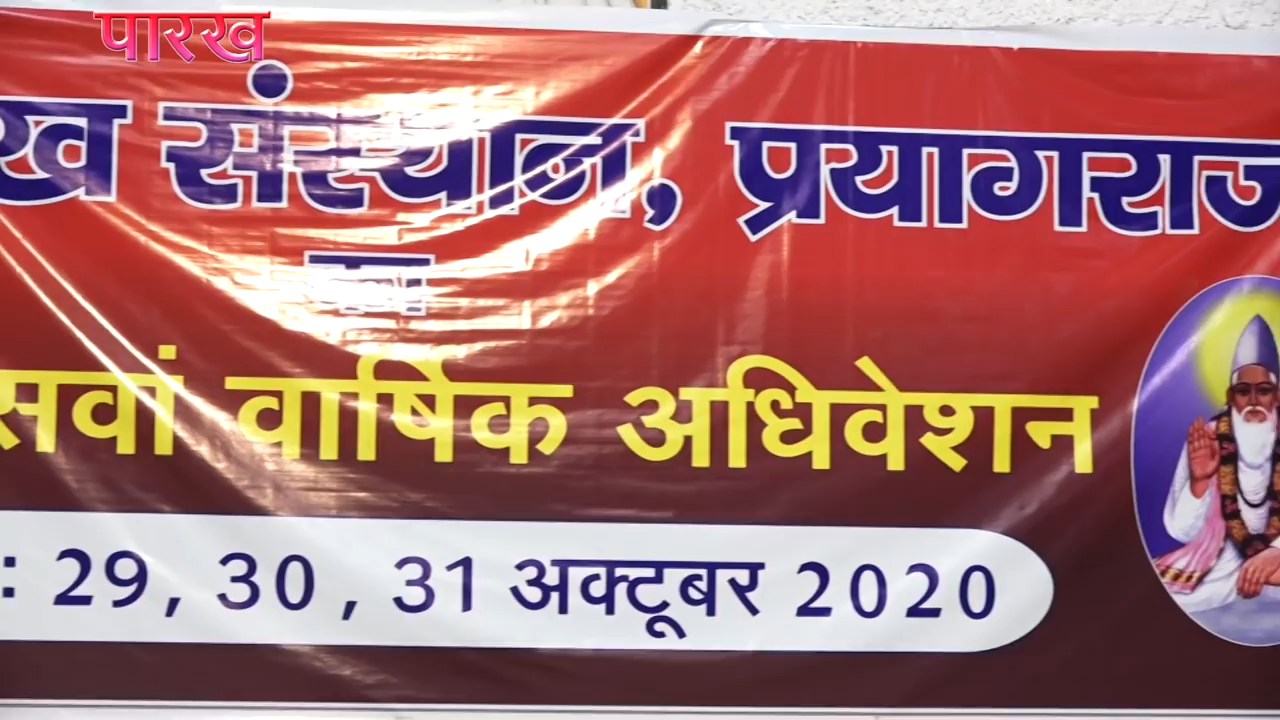 पारख
ख संस्थान, प्रयागराज
का
सवां वार्षिक अधिवेशन
: 29, 30, 31 अक्टूबर 2020